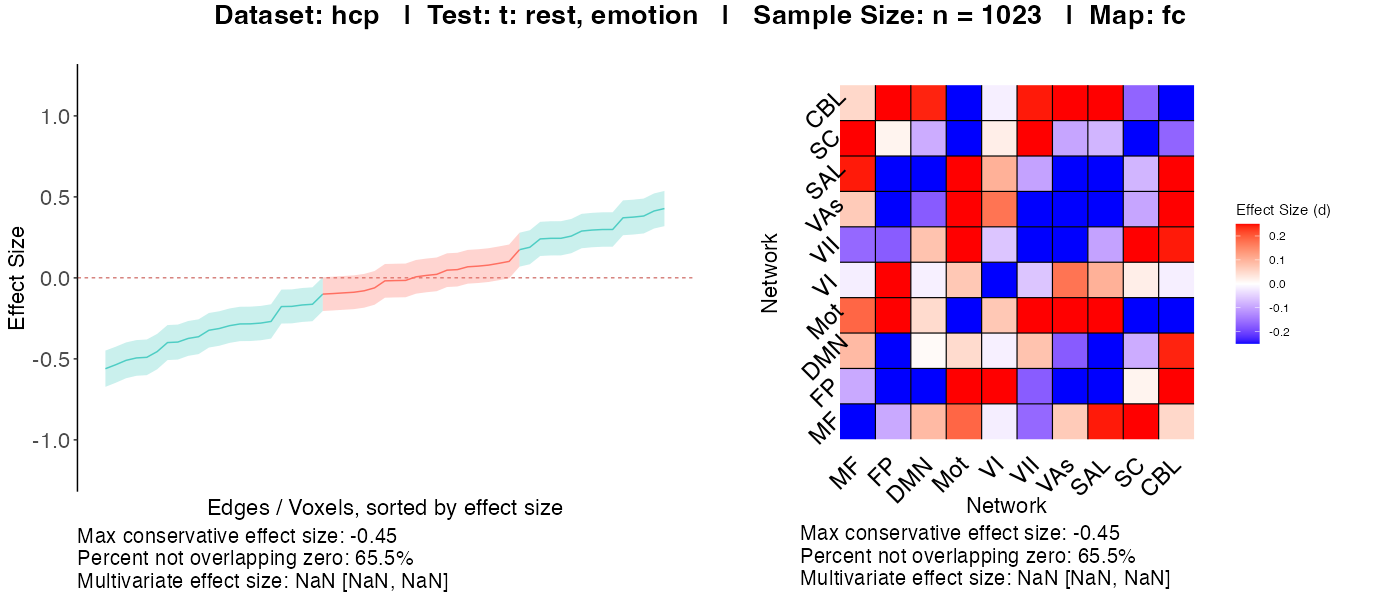 Dataset: hcp | Test: t: rest, emotion | Sample Size: n = 1023 | Map: fc
Effect Size
1.0
0.5
0.0
-0.5
-1.0
Edges / Voxels, sorted by effect size
Max conservative effect size: -0.45
Percent not overlapping zero: 65.5%
Multivariate effect size: NaN [NaN, NaN]
Network
CBL
SC
SAL
VAs
VII
VI
Mot
DMN
FP
MF
MF
FP
DMN
Mot
VI
VII
VAs
SAL
SC
CBL
Network
Effect Size (d)
0.2
0.1
0.0
-0.1
-0.2
Max conservative effect size: -0.45
Percent not overlapping zero: 65.5%
Multivariate effect size: NaN [NaN, NaN]